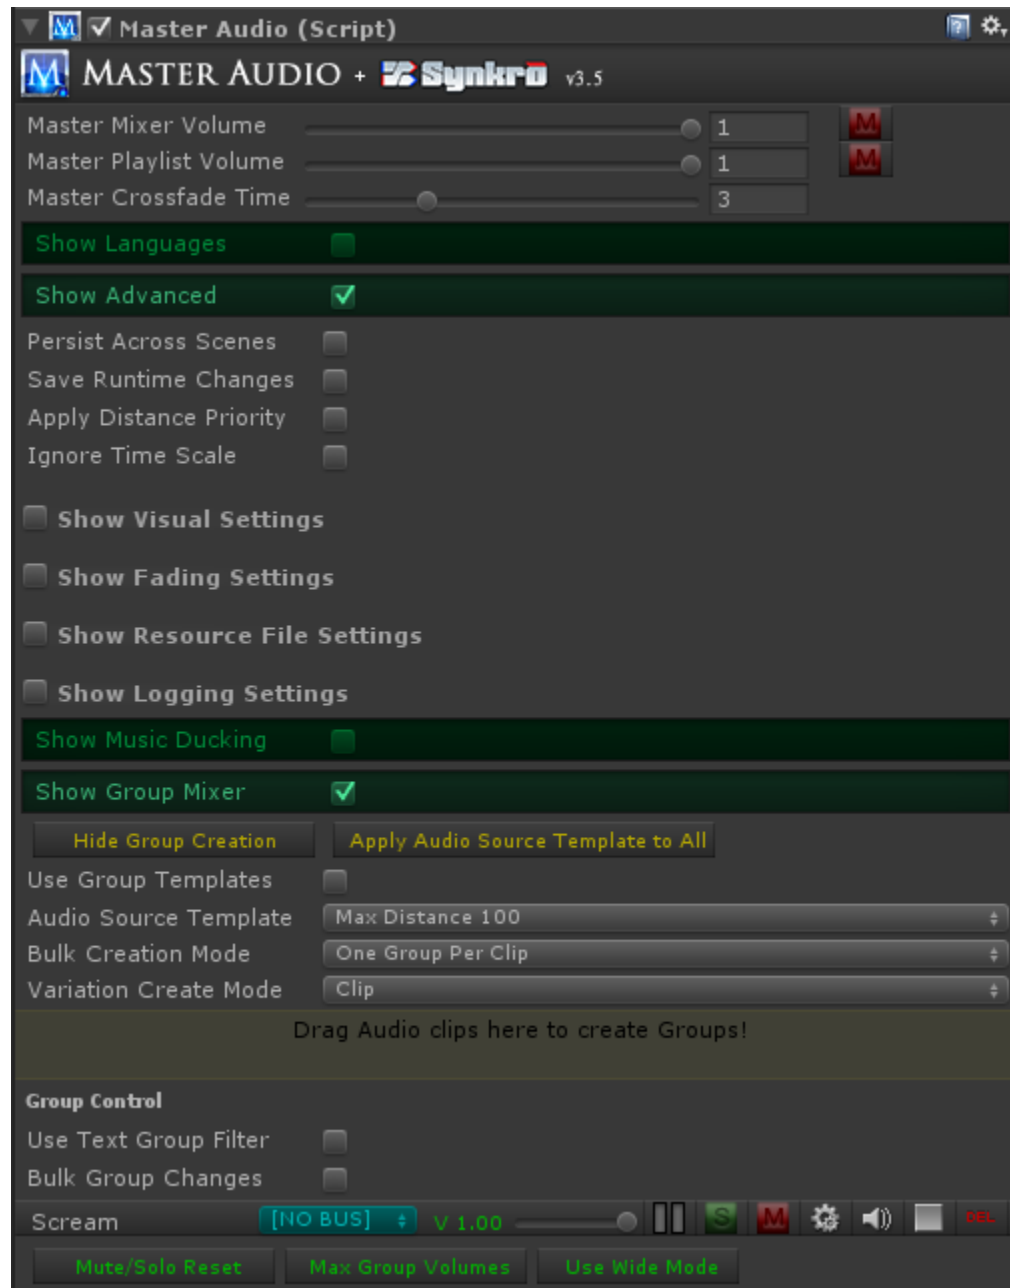 Master Audio (Script)
M MASTER AUDIO + Synkro v3.5
Master Mixer Volume 1 M
Master Playlist Volume 1 M
Master Crossfade Time 3
Show Languages
Show Advanced
Persist Across Scenes
Save Runtime Changes
Apply Distance Priority
Ignore Time Scale
Show Visual Settings
Show Fading Settings
Show Resource File Settings
Show Logging Settings
Show Music Ducking
Show Group Mixer
Hide Group Creation Apply Audio Source Template to All
Use Group Templates
Audio Source Template Max Distance 100
Bulk Creation Mode One Group Per Clip
Variation Create Mode Clip
Drag Audio clips here to create Groups!
Group Control
Use Text Group Filter
Bulk Group Changes
Scream [NO BUS] V 1.00 S M DEL
Mute/Solo Reset Max Group Volumes Use Wide Mode